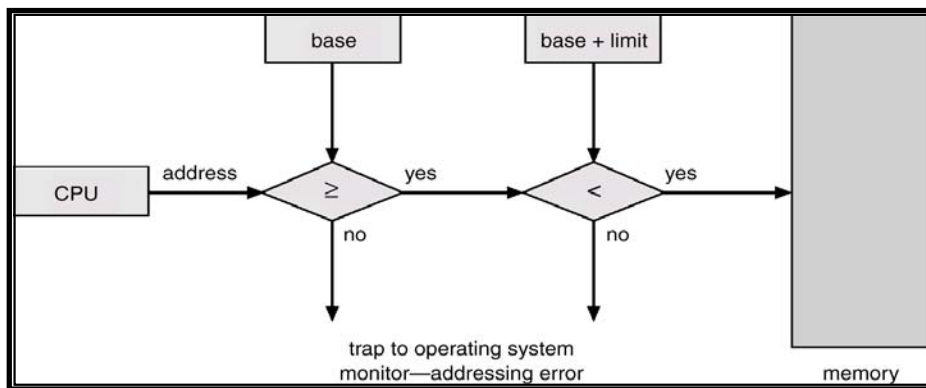 base
base + limit
address
yes
yes
CPU
≥
<
no
no
trap to operating system
monitor—addressing error
memory